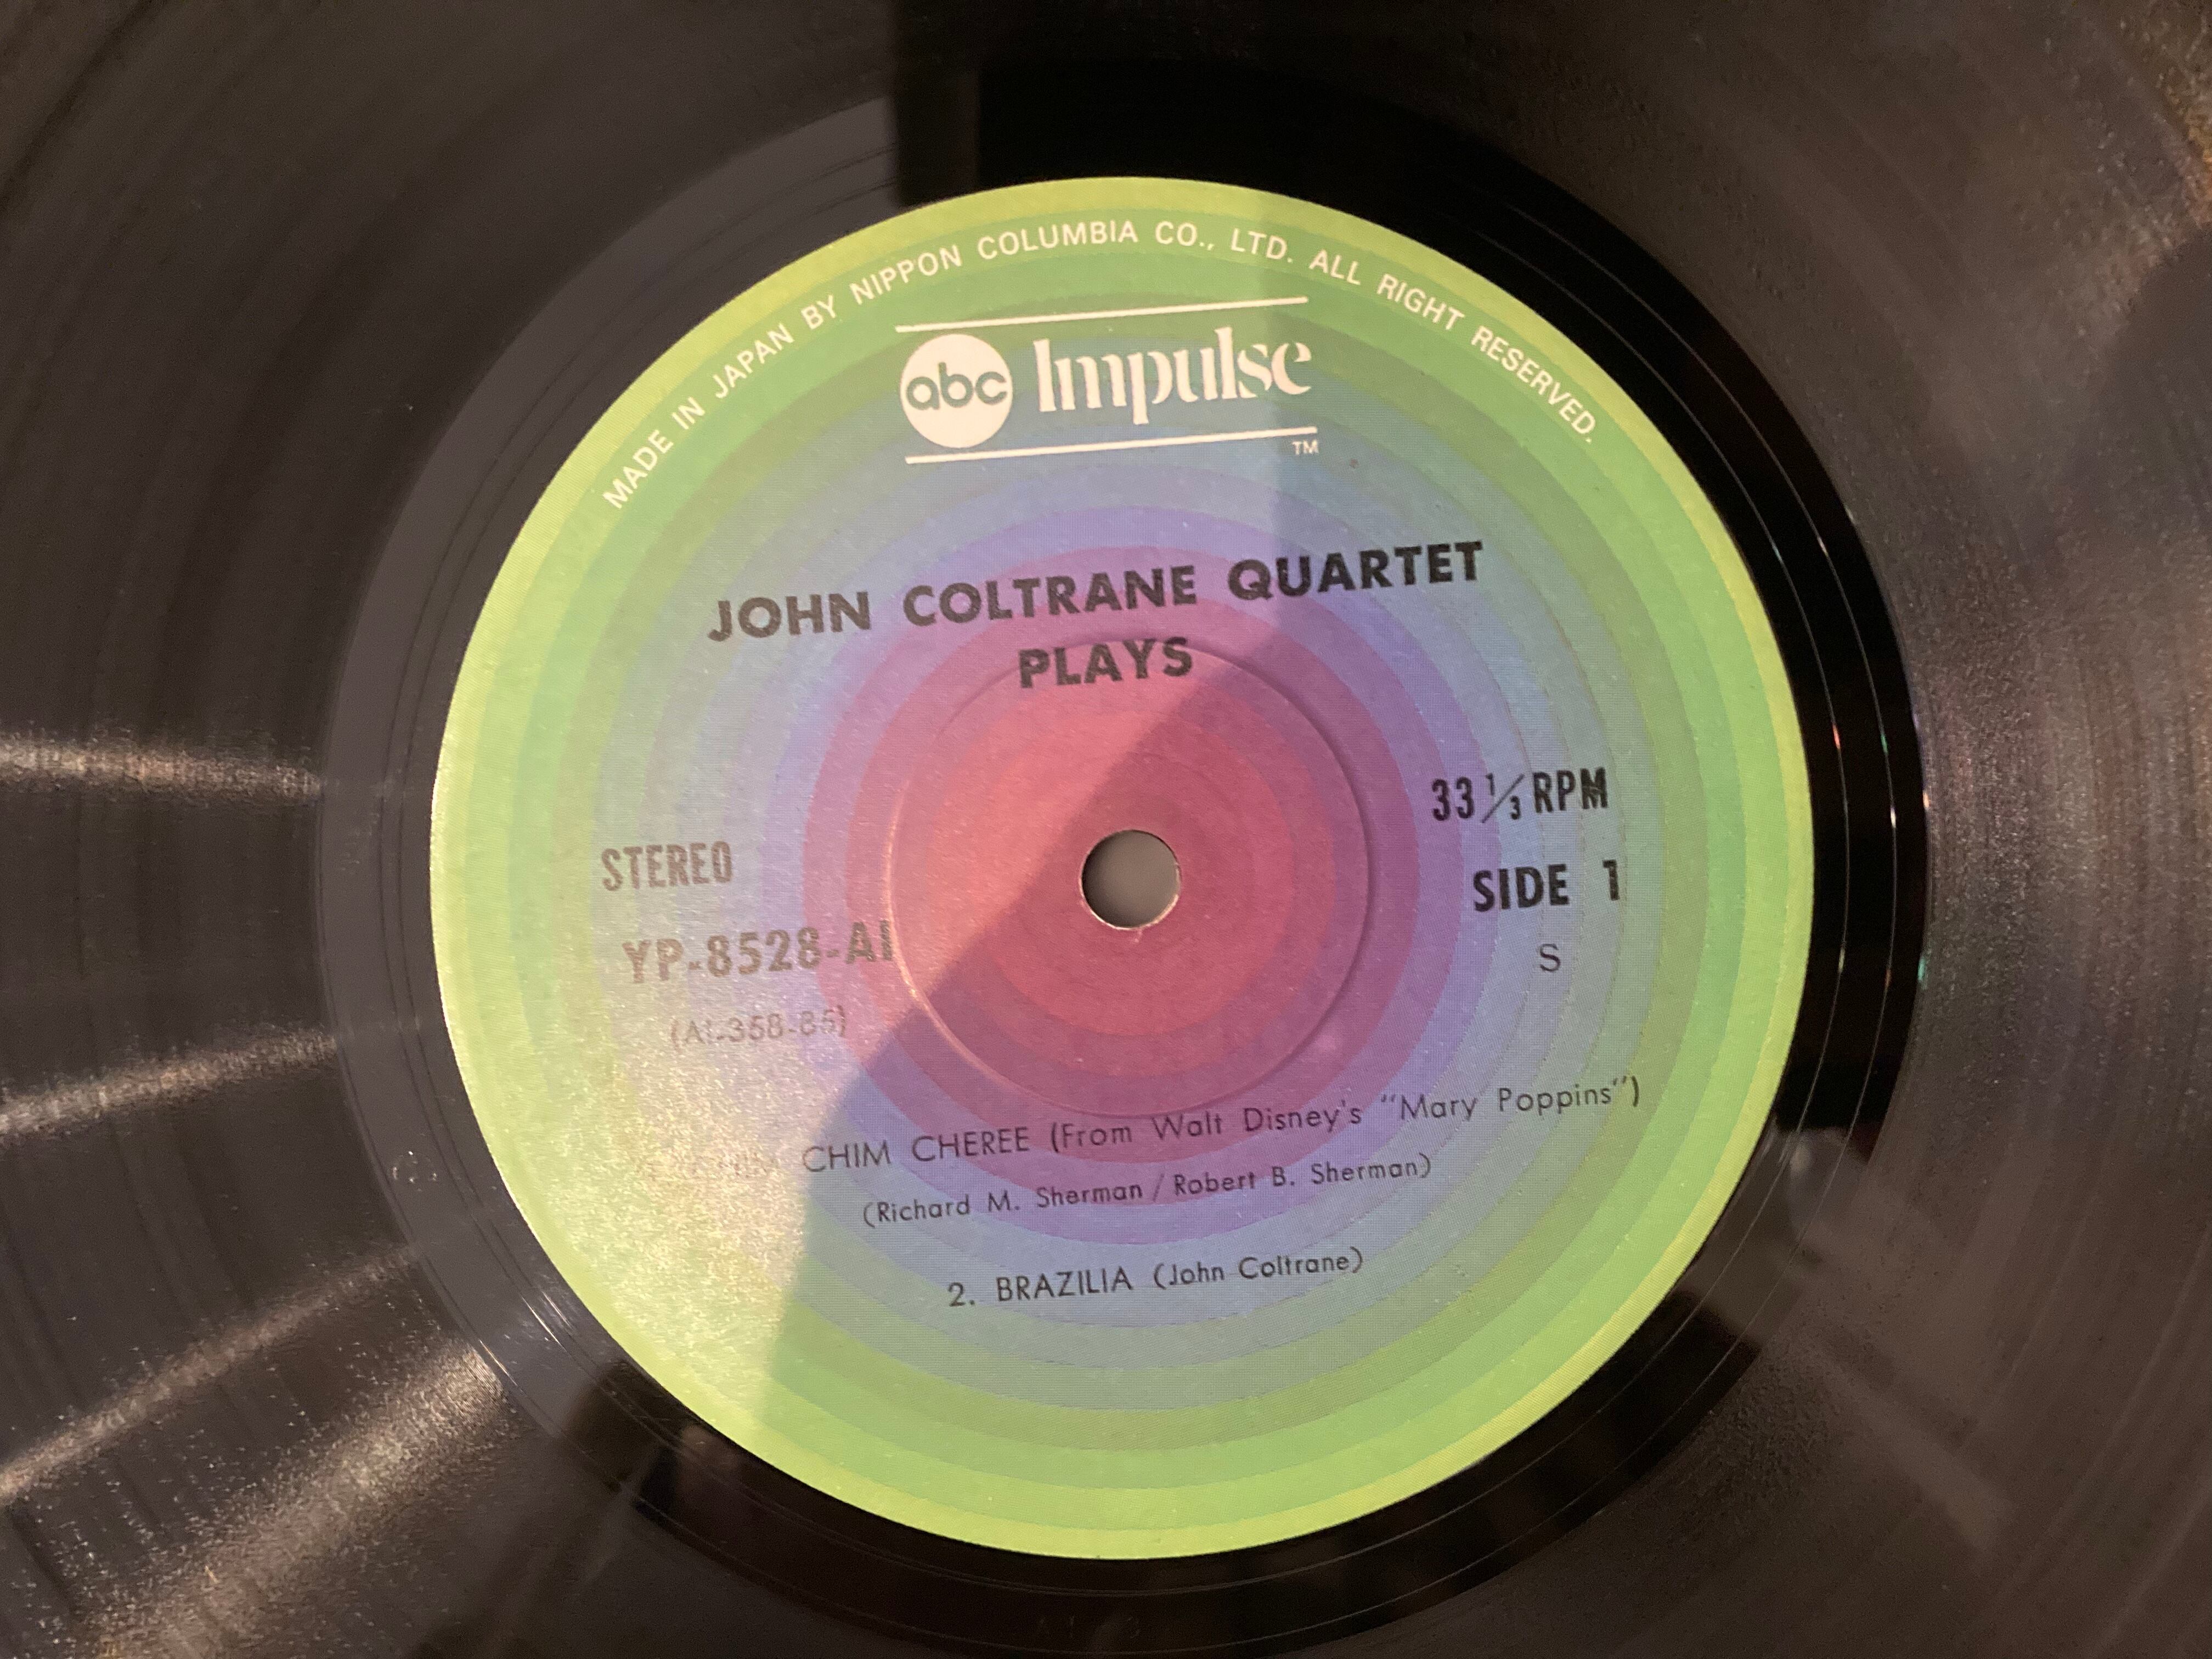 MADE IN JAPAN BY NIPPON COLUMBIA CO., LTD. ALL RIGHT RESERVED.
abc Impulse
TM
JOHN COLTRANE QUARTET
PLAYS
33 1/3 RPM
STEREO
SIDE 1
YP-8528-AI
S
CHIM CHEREE (From Walt Disney's "Mary Poppins")
(Richard M. Sherman / Robert B. Sherman)
2. BRAZILIA (John Coltrane)